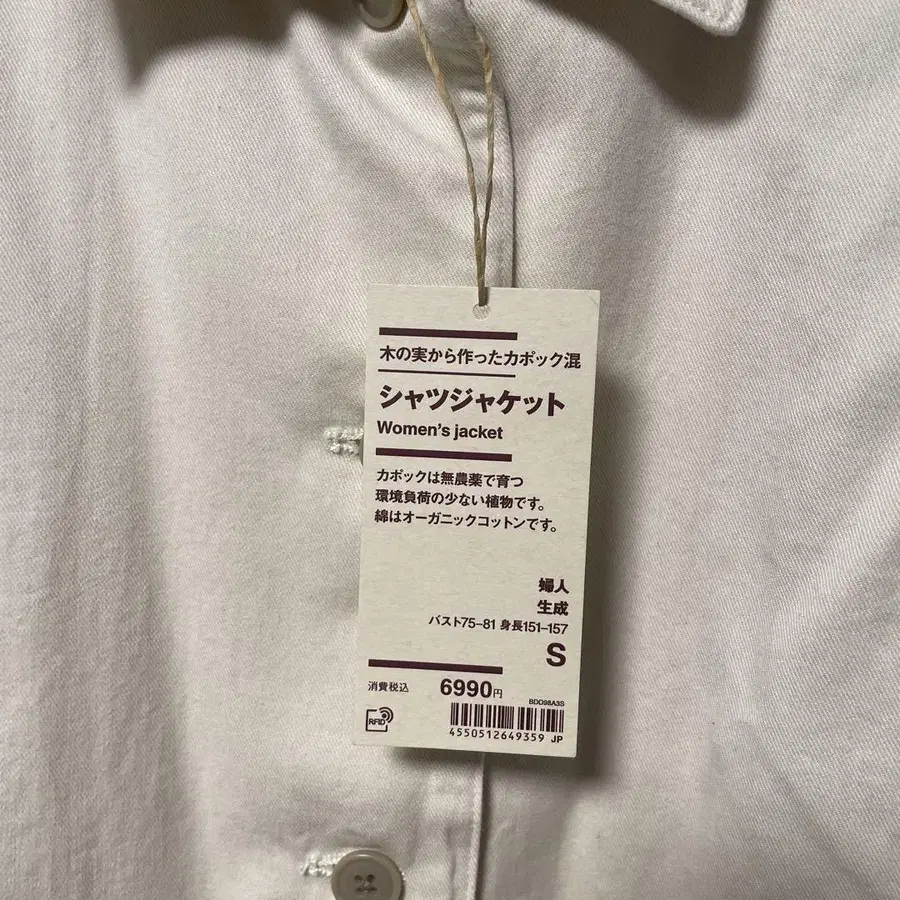 木の実から作ったカポック混
シャツジャケット
Women's jacket
カポックは無農薬で育つ
環境負荷の少ない植物です。
綿はオーガニックコットンです。
婦人
生成
バスト75–81 身長151–157
S
消費税込 6990円
BDD98A3S
RFID
4550512649359 JP